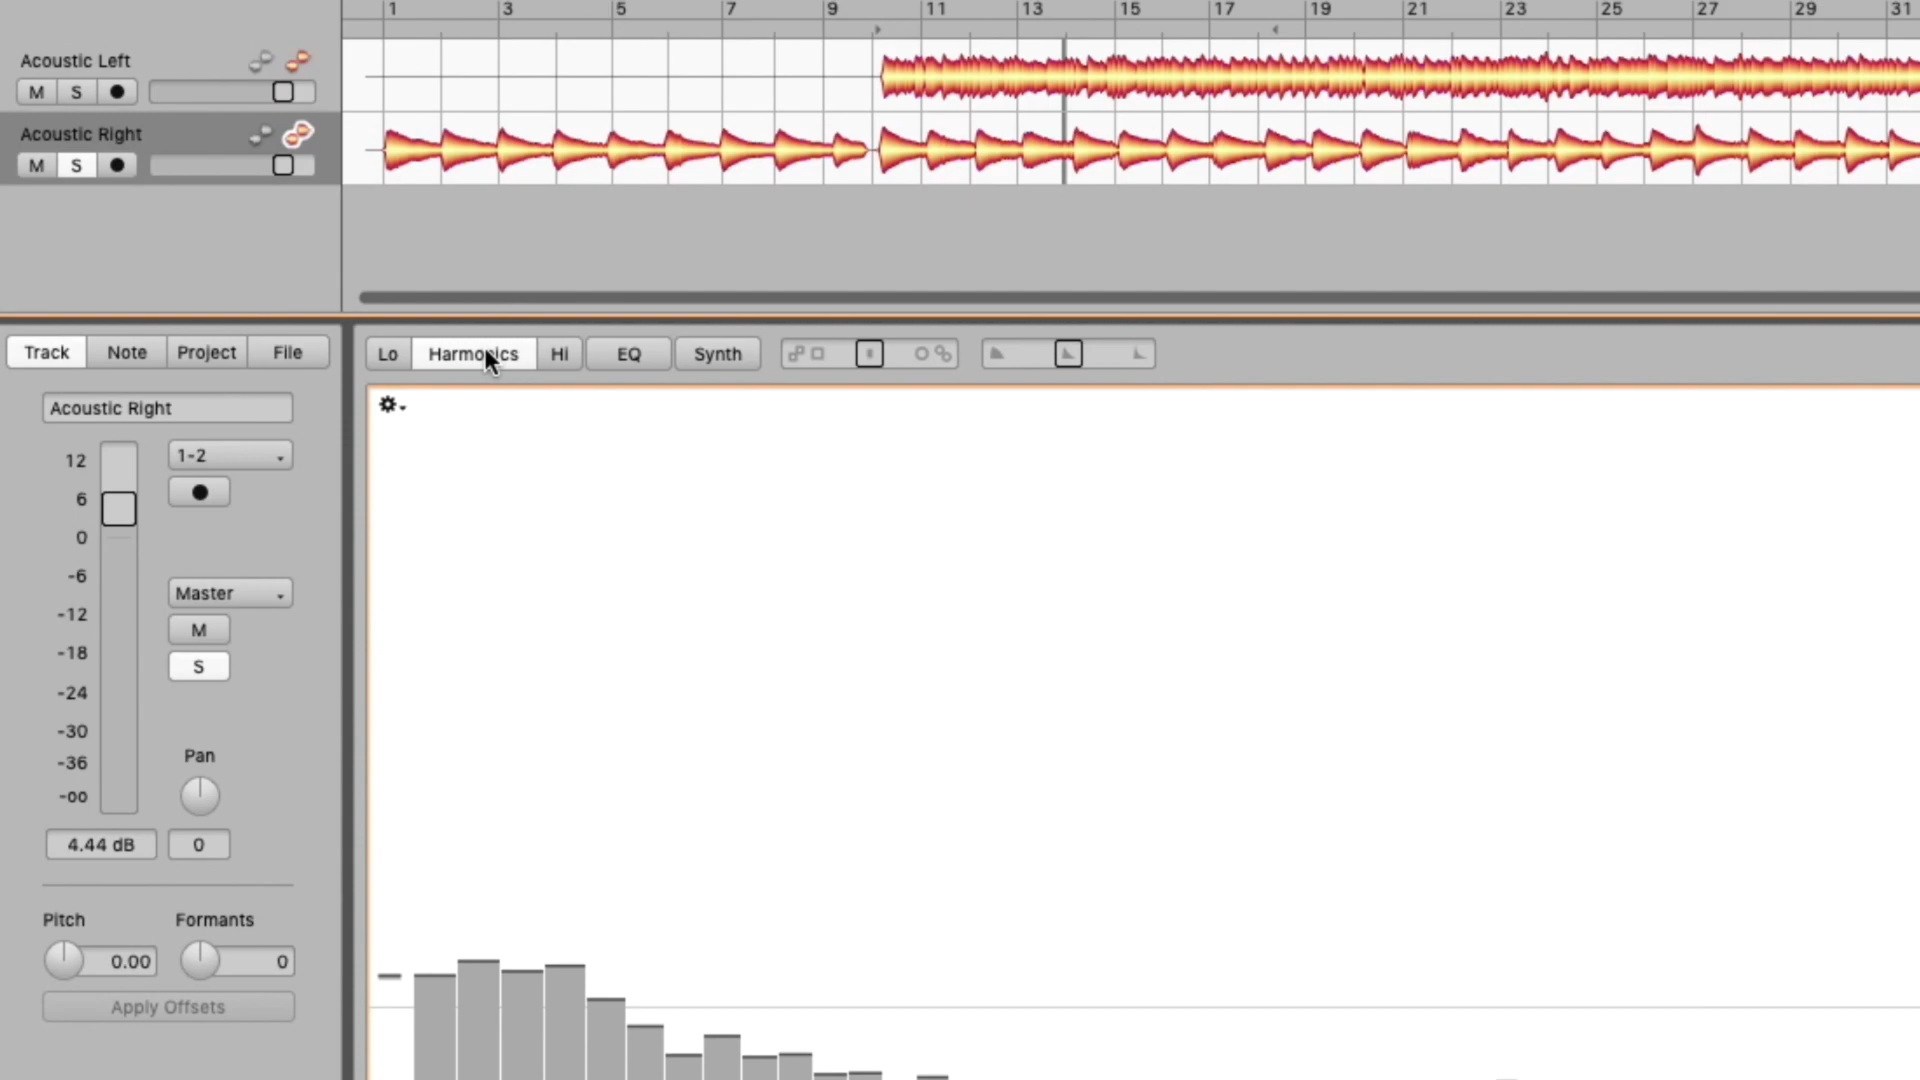 1 3 5 7 9 11 13 15 17 19 21 23 25 27 29 31
Acoustic Left
M S
Acoustic Right
M S
Track Note Project File
Lo Harmonics Hi EQ Synth
Acoustic Right
12
6
0
-6
-12
-18
-24
-30
-36
-oo
1-2
Master
M
S
Pan
4.44 dB 0
Pitch Formants
0.00 0
Apply Offsets